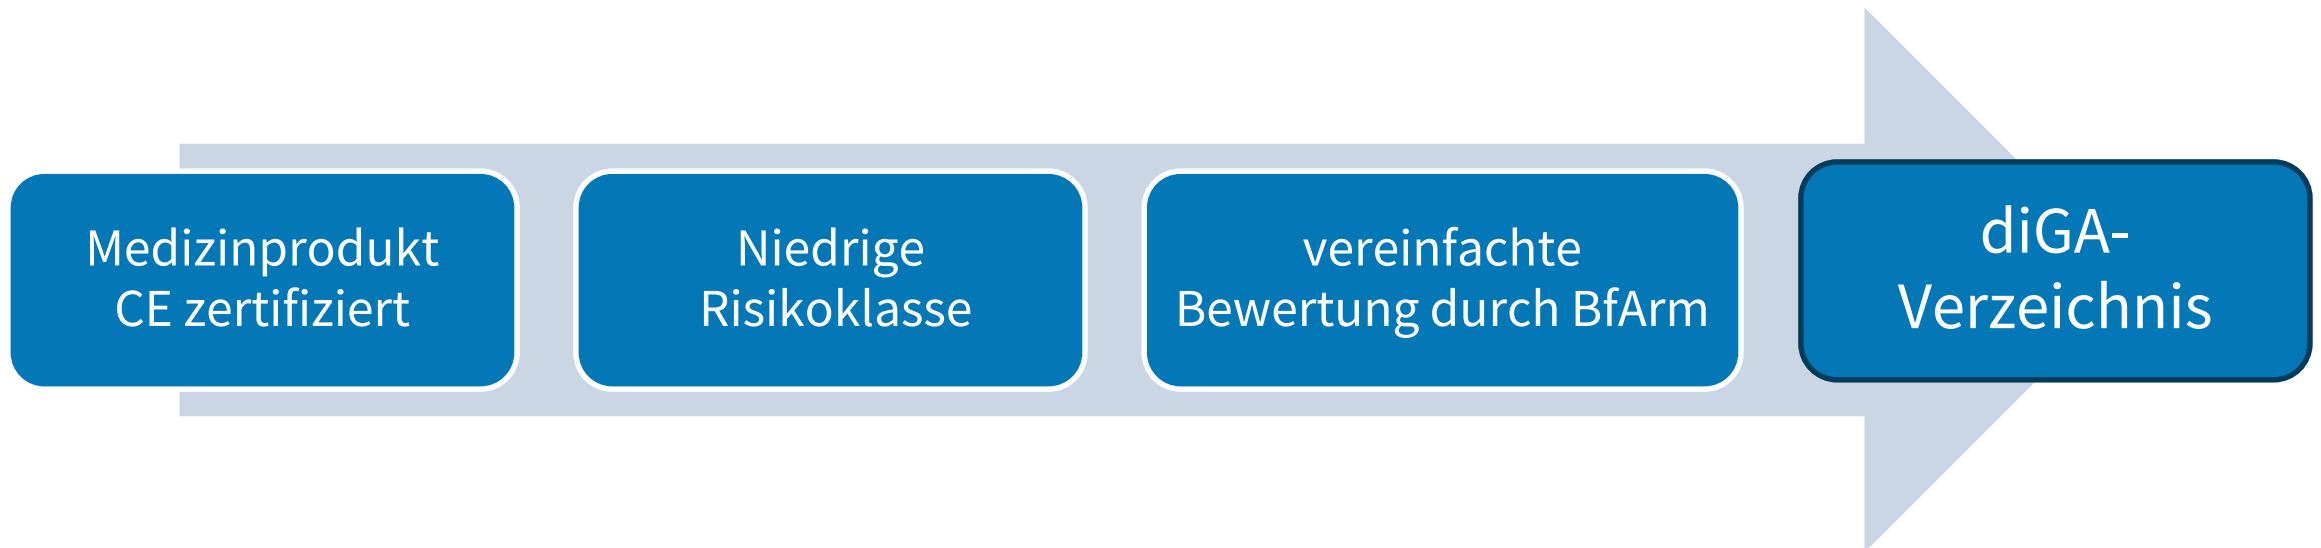 Medizinprodukt
CE zertifiziert
Niedrige
Risikoklasse
vereinfachte
Bewertung durch BfArm
diGA-
Verzeichnis